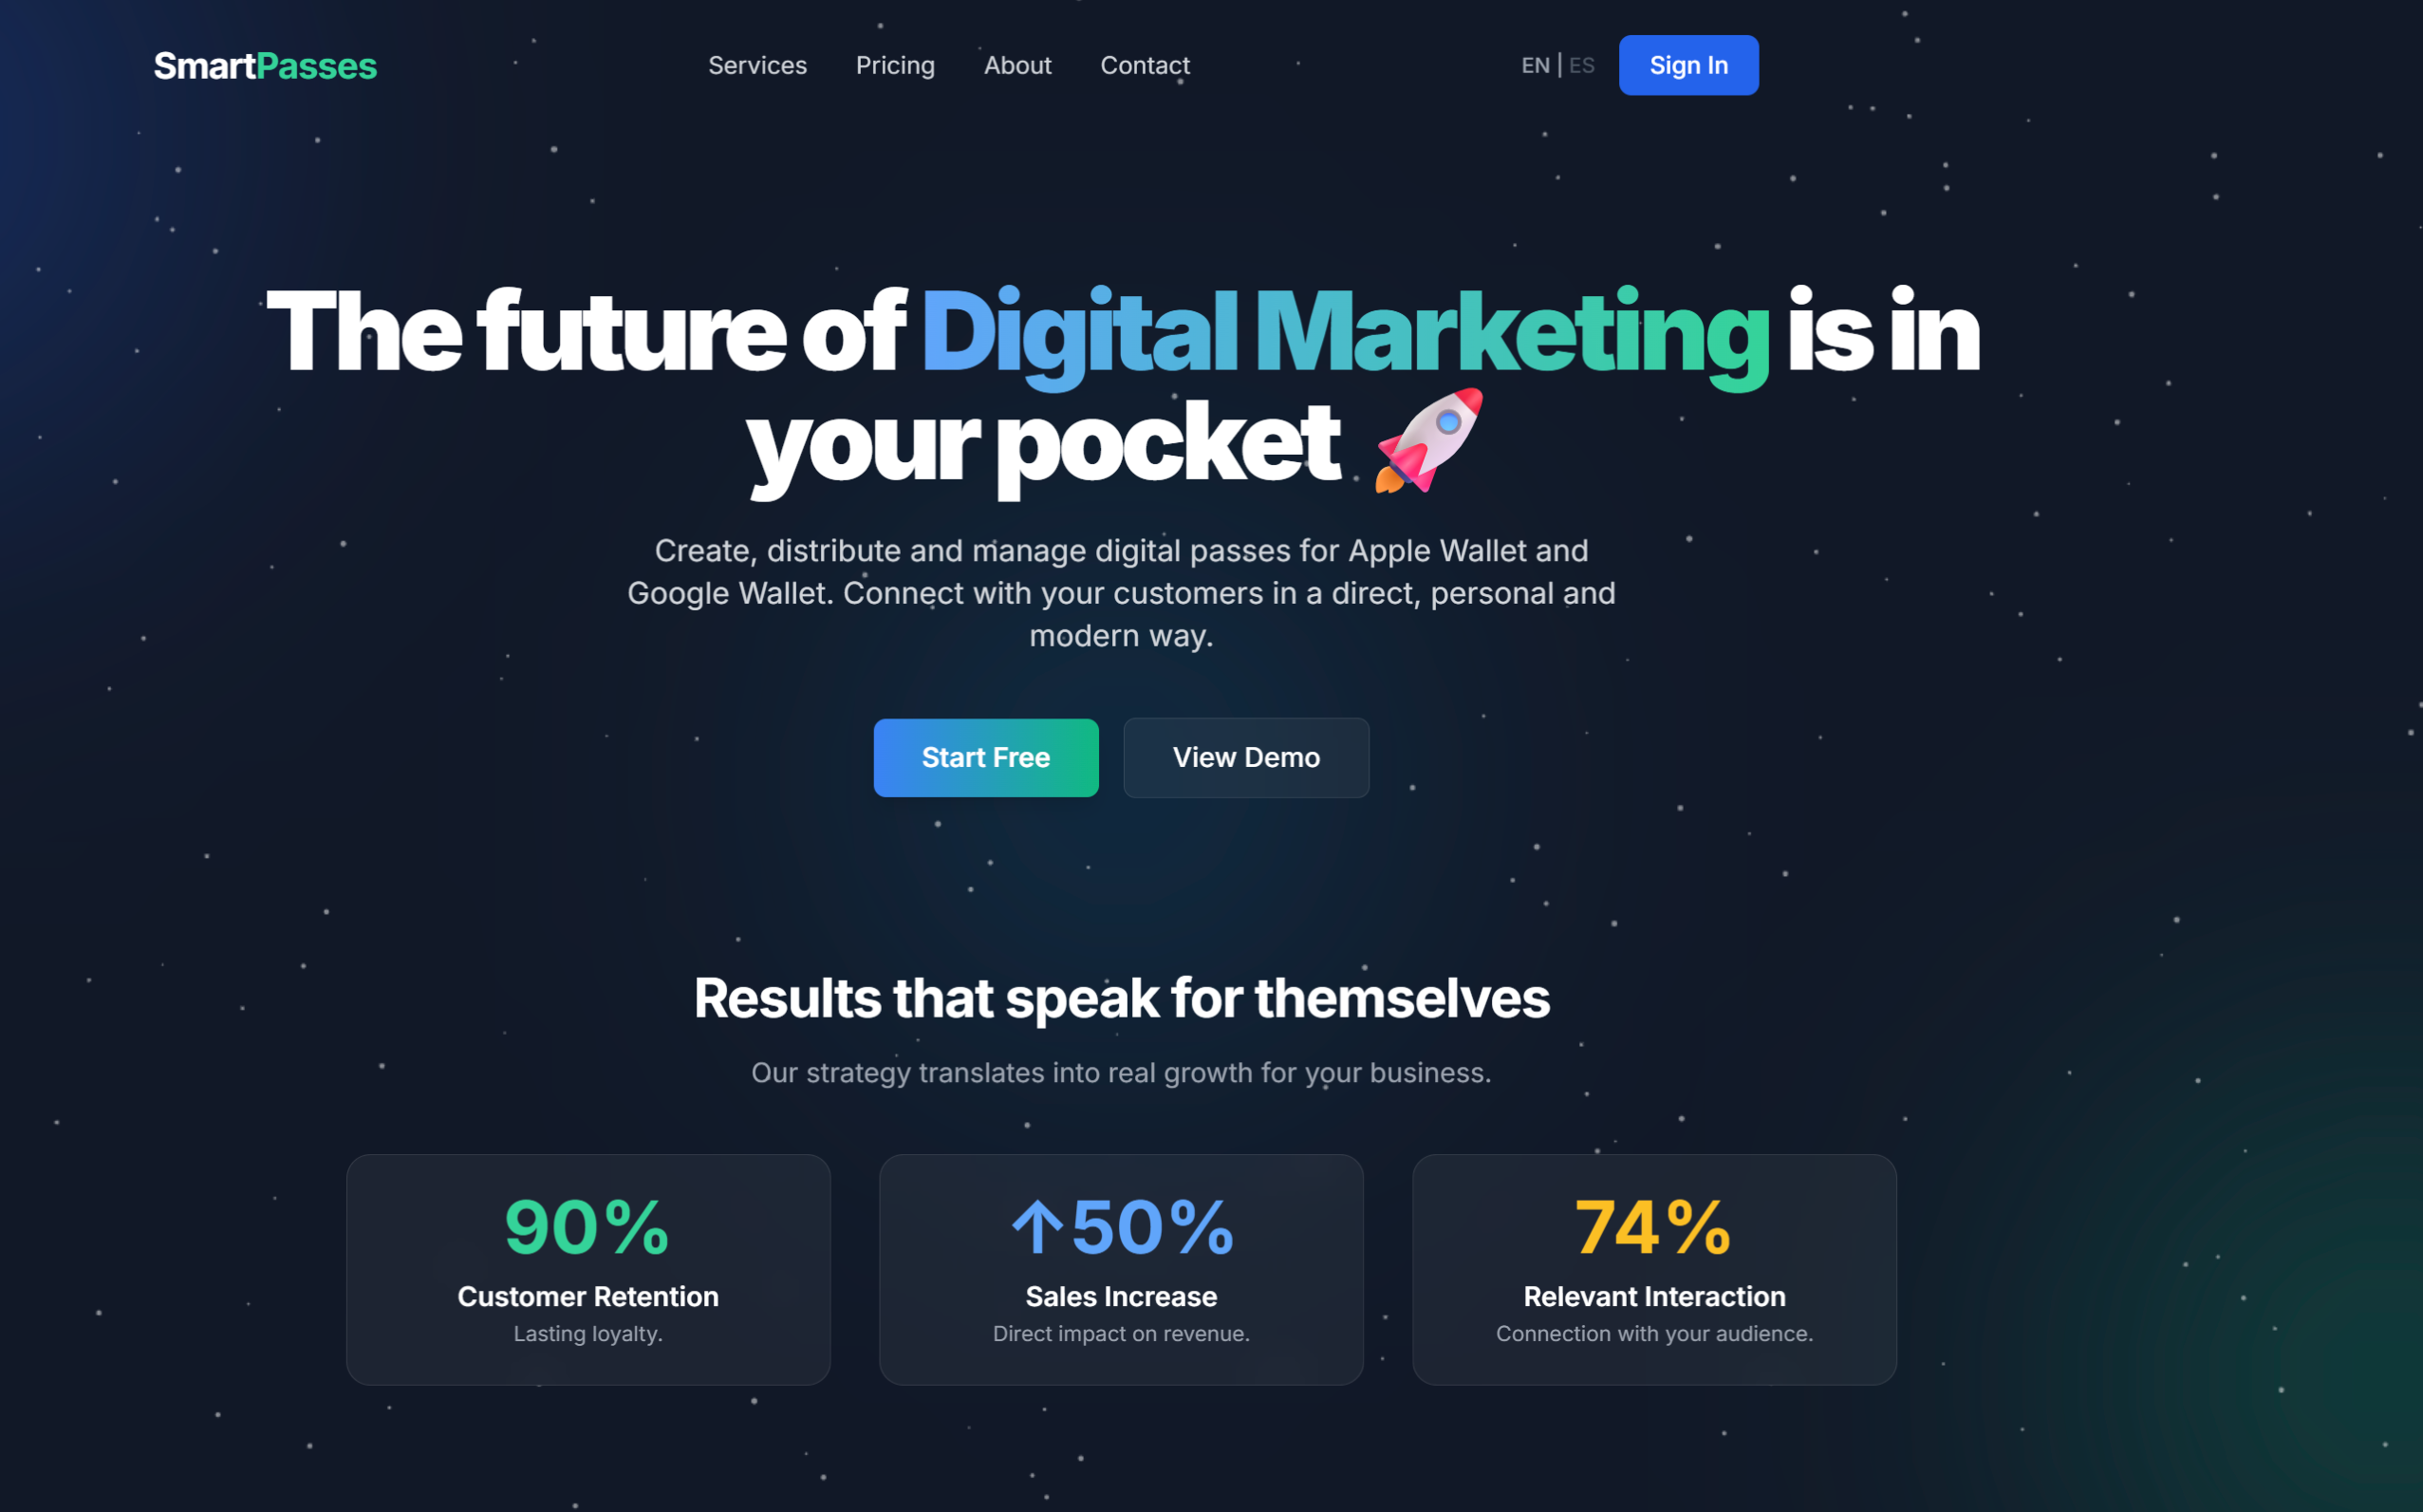 SmartPasses
Services Pricing About Contact
EN | ES
Sign In
The future of Digital Marketing is in
your pocket 🚀
Create, distribute and manage digital passes for Apple Wallet and
Google Wallet. Connect with your customers in a direct, personal and
modern way.
Start Free
View Demo
Results that speak for themselves
Our strategy translates into real growth for your business.
90%
Customer Retention
Lasting loyalty.
↑50%
Sales Increase
Direct impact on revenue.
74%
Relevant Interaction
Connection with your audience.